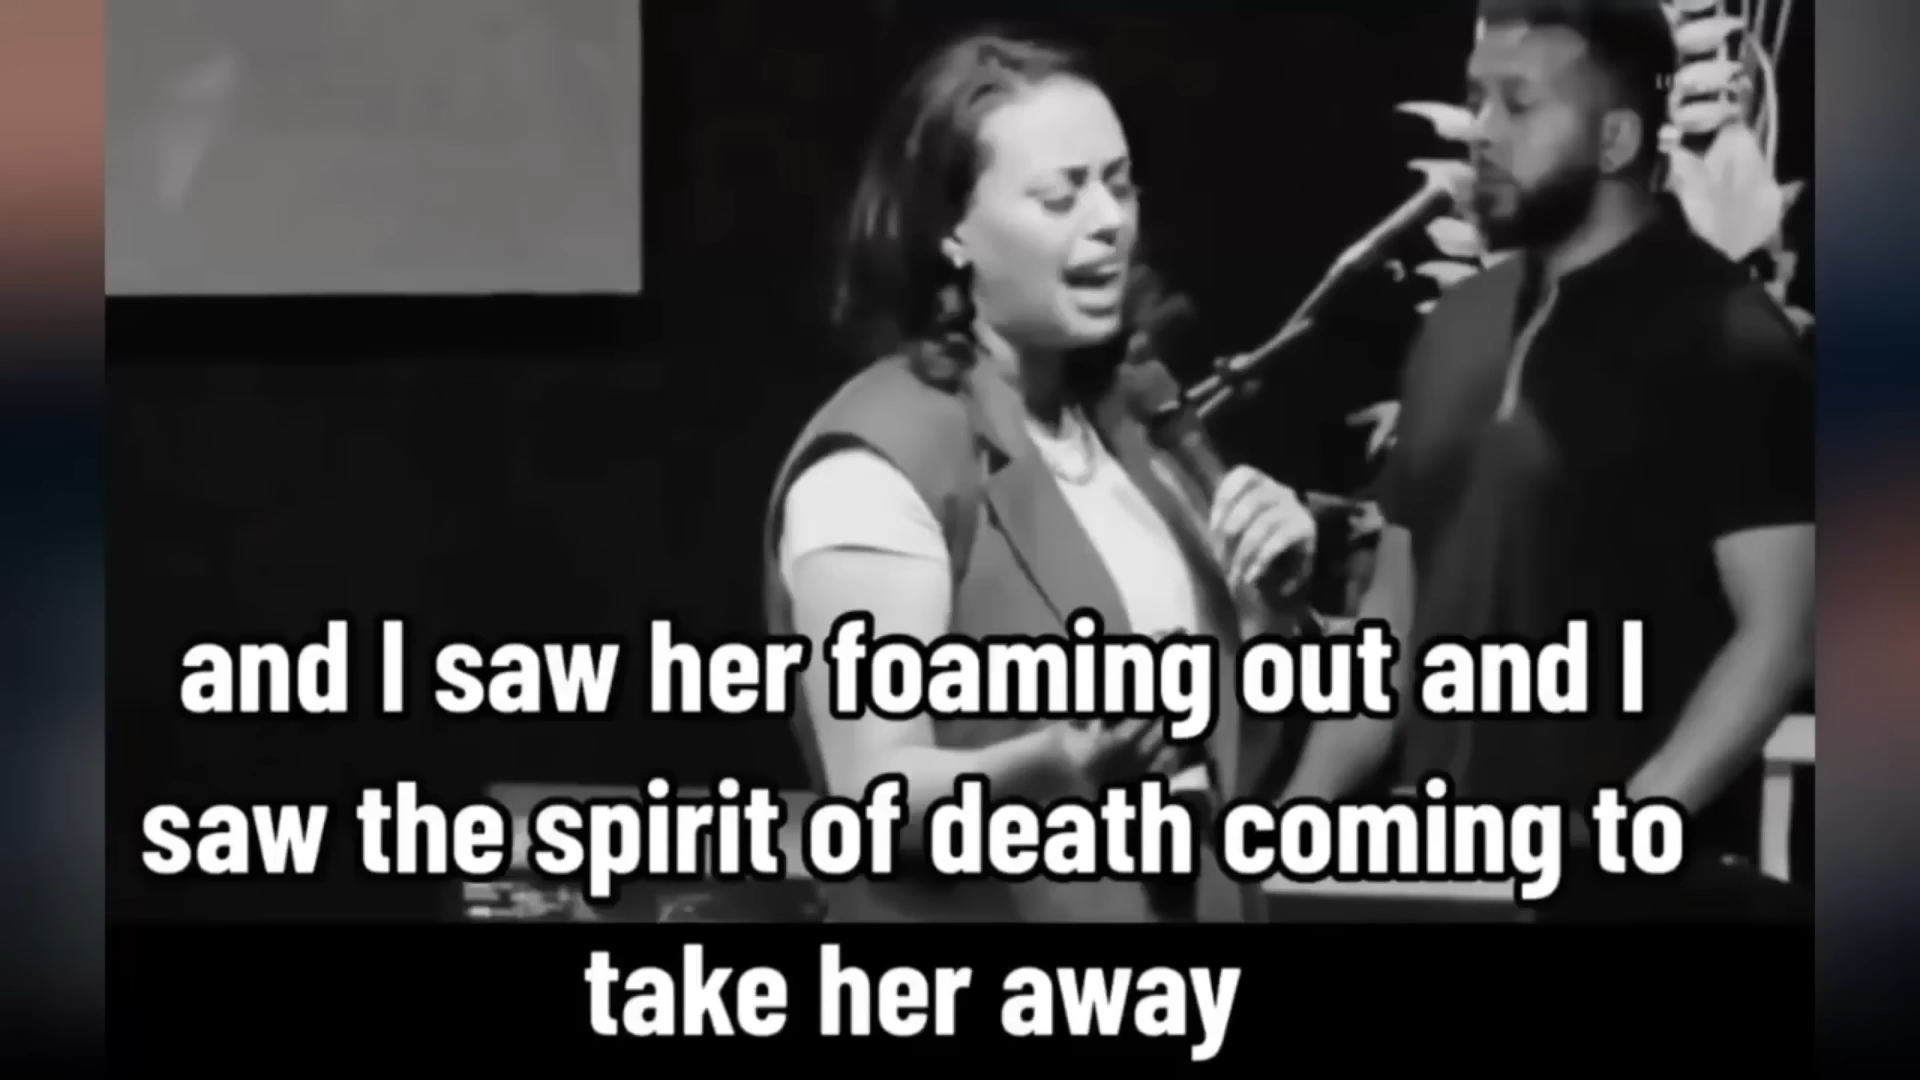 and I saw her foaming out and I
saw the spirit of death coming to
take her away